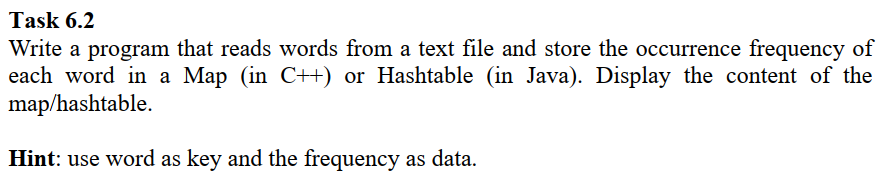 Task 6.2
Write a program that reads words from a text file and store the occurrence frequency of
each word in a Map (in C++) or Hashtable (in Java). Display the content of the
map/hashtable.
Hint: use word as key and the frequency as data.